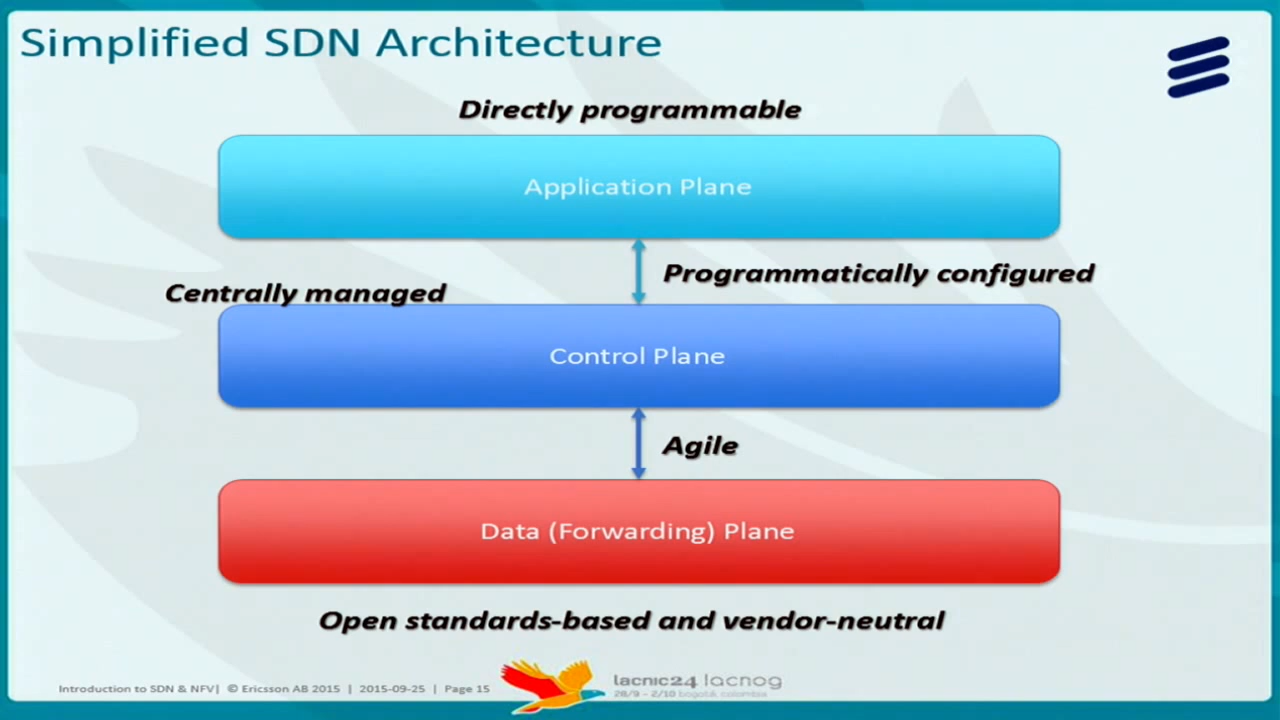 Simplified SDN Architecture
Directly programmable
Application Plane
Programmatically configured
Centrally managed
Control Plane
Agile
Data (Forwarding) Plane
Open standards-based and vendor-neutral
Introduction to SDN & NFV| © Ericsson AB 2015 | 2015-09-25 | Page 15
lacnic24 lacnog
28/9 - 2/10 bogotá, colombia